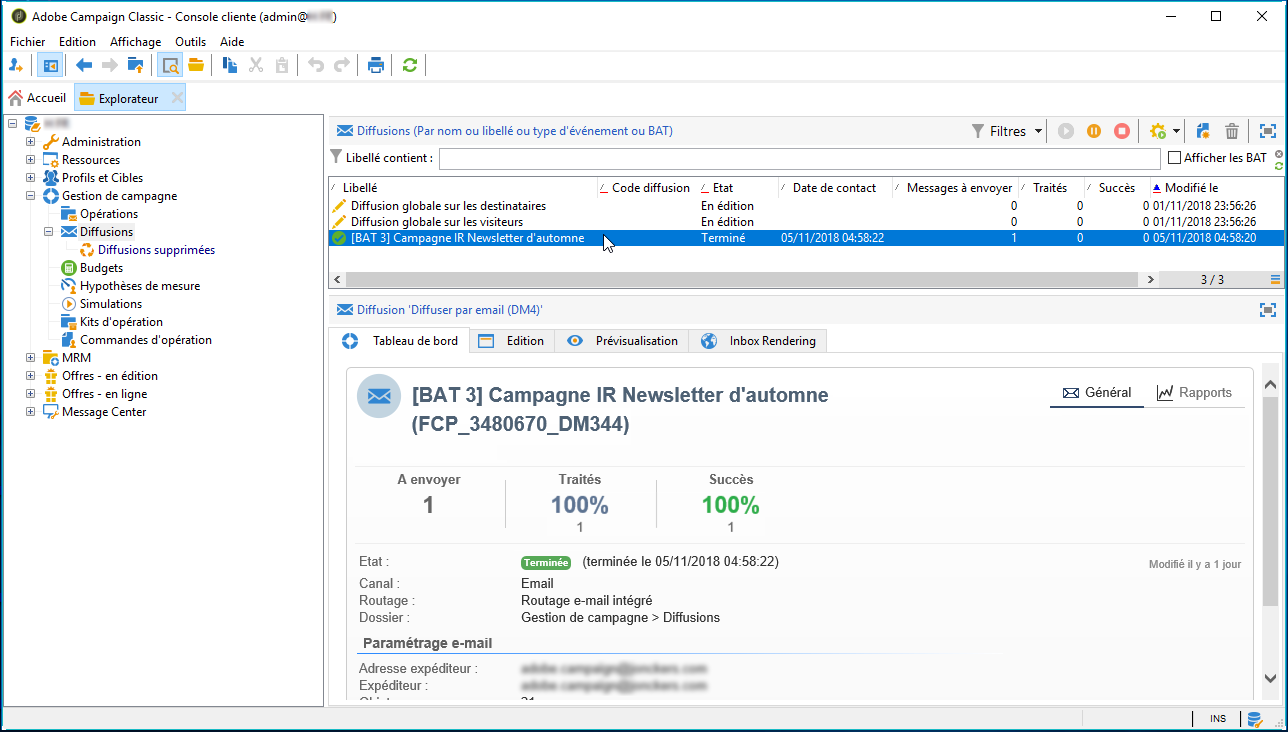 Adobe Campaign Classic - Console cliente (admin@
Fichier Edition Affichage Outils Aide
Accueil Explorateur
Administration
Ressources
Profils et Cibles
Gestion de campagne
Opérations
Diffusions
Diffusions supprimées
Budgets
Hypothèses de mesure
Simulations
Kits d'opération
Commandes d'opération
MRM
Offres - en édition
Offres - en ligne
Message Center
Diffusions (Par nom ou libellé ou type d'événement ou BAT) Filtres
Libellé contient : Afficher les BAT
Libellé Code diffusion Etat Date de contact Messages à envoyer Traités Succès Modifié le
Diffusion globale sur les destinataires En édition 0 0 0 01/11/2018 23:56:26
Diffusion globale sur les visiteurs En édition 0 0 0 01/11/2018 23:56:26
[BAT 3] Campagne IR Newsletter d'automne Terminé 05/11/2018 04:58:22 1 0 0 05/11/2018 04:58:20
3 / 3
Diffusion 'Diffuser par email (DM4)'
Tableau de bord Edition Prévisualisation Inbox Rendering
[BAT 3] Campagne IR Newsletter d'automne
(FCP_3480670_DM344)
Général Rapports
A envoyer Traités Succès
1 100% 100%
1 1
Etat : Terminée (terminée le 05/11/2018 04:58:22) Modifié il y a 1 jour
Canal : Email
Routage : Routage e-mail intégré
Dossier : Gestion de campagne > Diffusions
Paramétrage e-mail
Adresse expéditeur :
Expéditeur :
INS